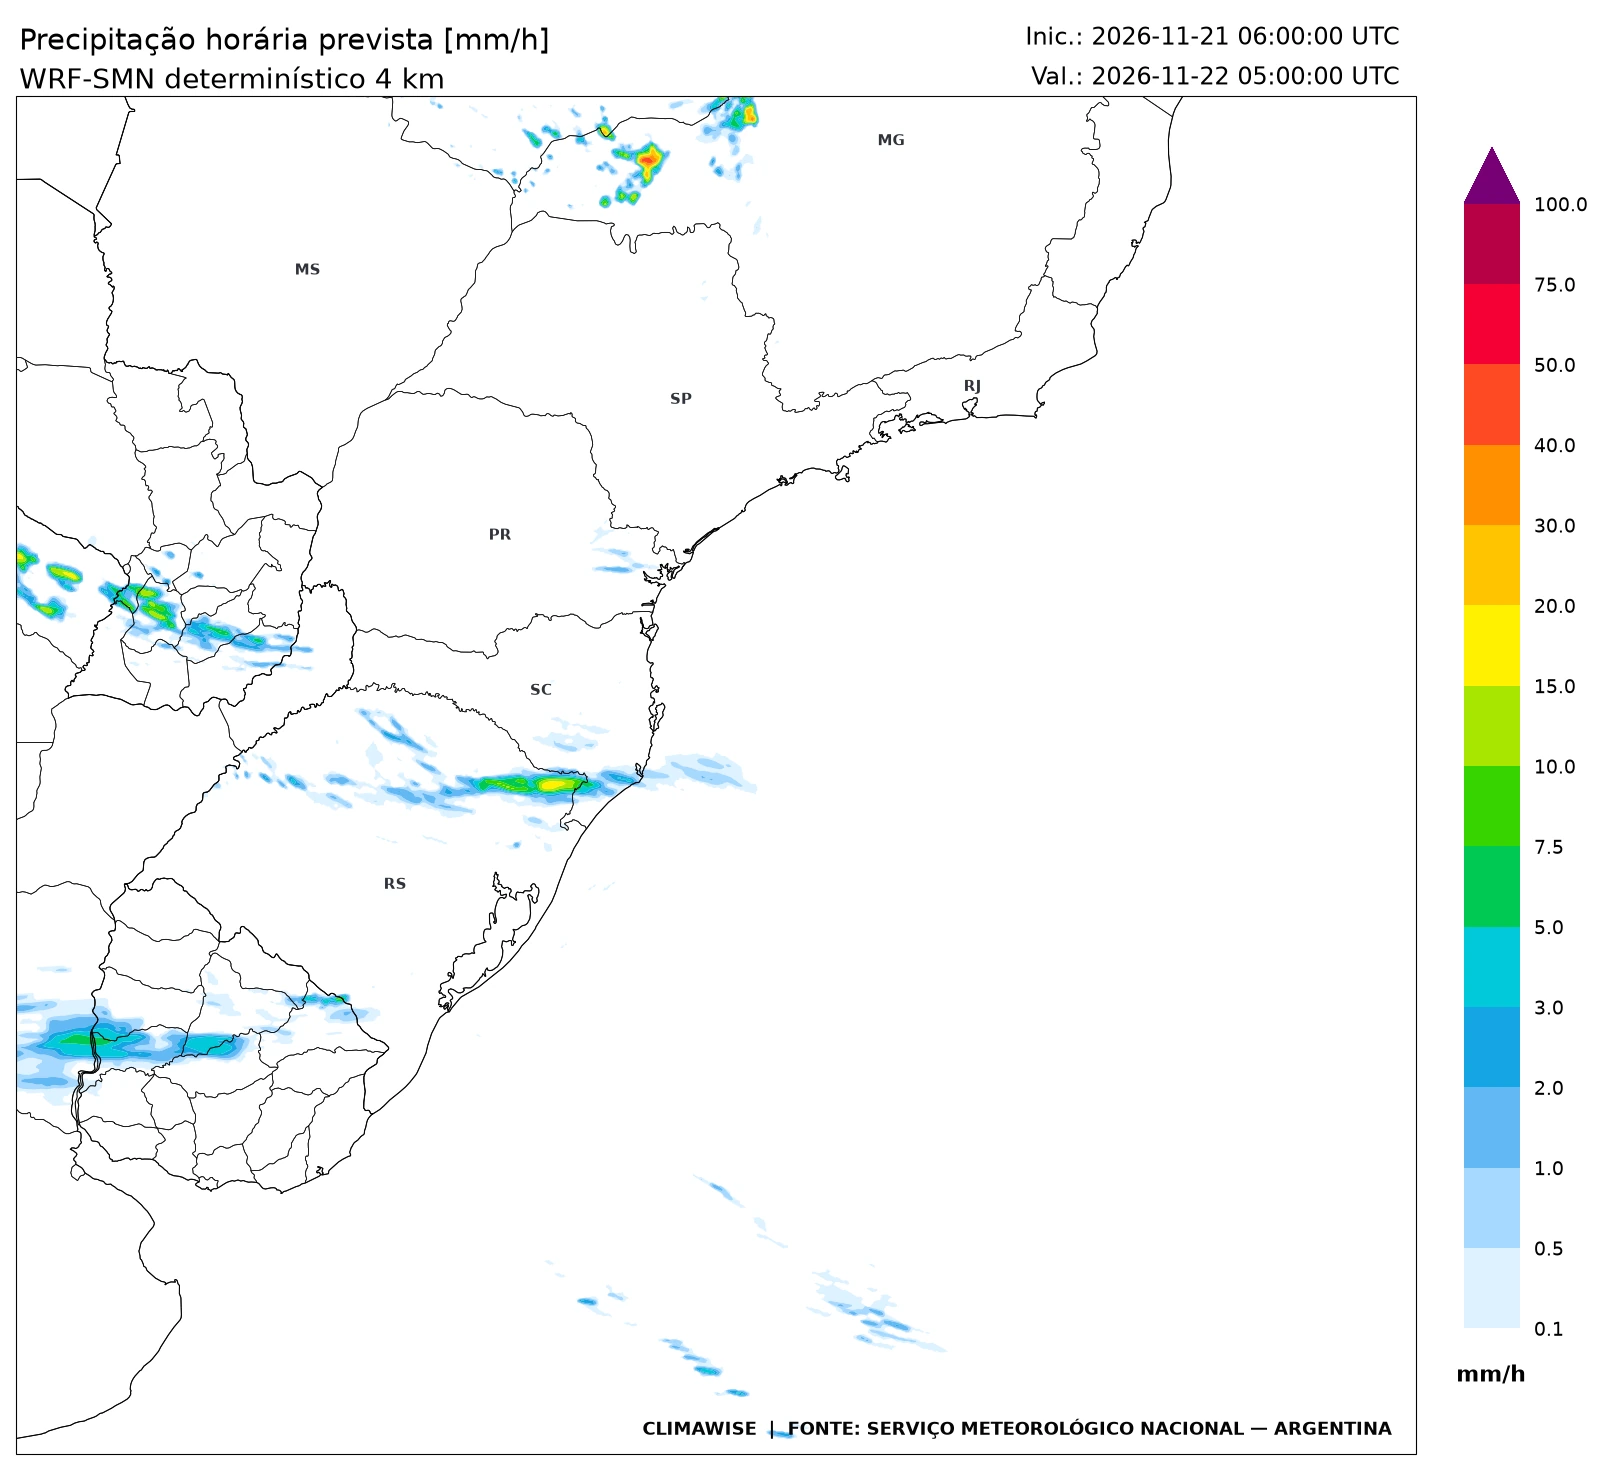 Precipitação horária prevista [mm/h]
WRF-SMN determinístico 4 km
Inic.: 2026-11-21 06:00:00 UTC
Val.: 2026-11-22 05:00:00 UTC
MG
MS
RJ
SP
PR
SC
RS
100.0
75.0
50.0
40.0
30.0
20.0
15.0
10.0
7.5
5.0
3.0
2.0
1.0
0.5
0.1
mm/h
CLIMAWISE | FONTE: SERVIÇO METEOROLÓGICO NACIONAL — ARGENTINA